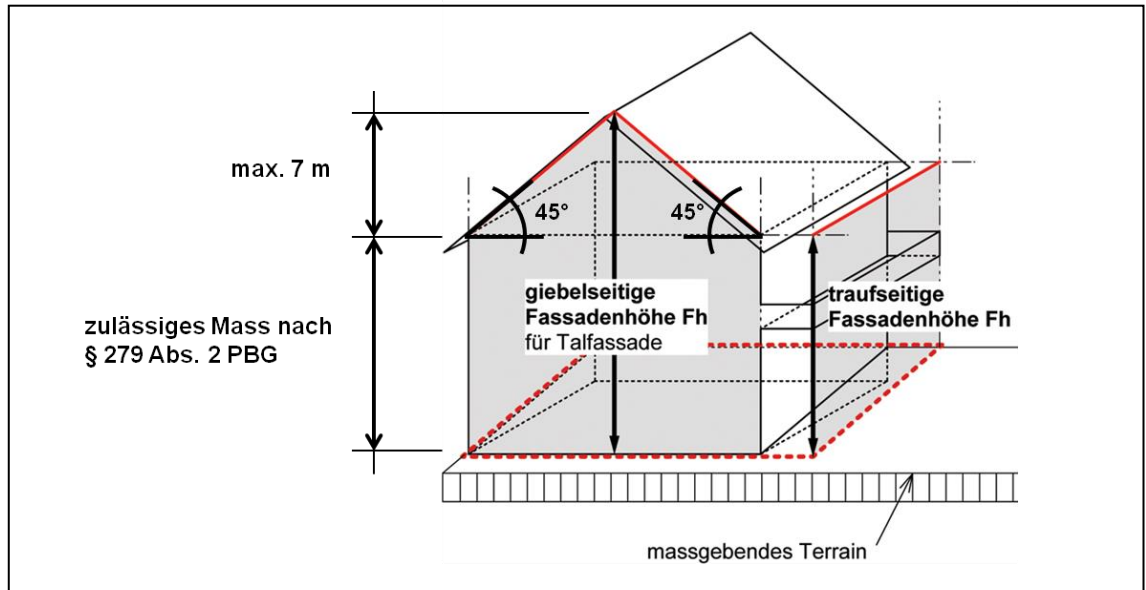 max. 7 m
45°
45°
zulässiges Mass nach
§ 279 Abs. 2 PBG
giebelseitige
Fassadenhöhe Fh
für Talfassade
traufseitige
Fassadenhöhe Fh
massgebendes Terrain